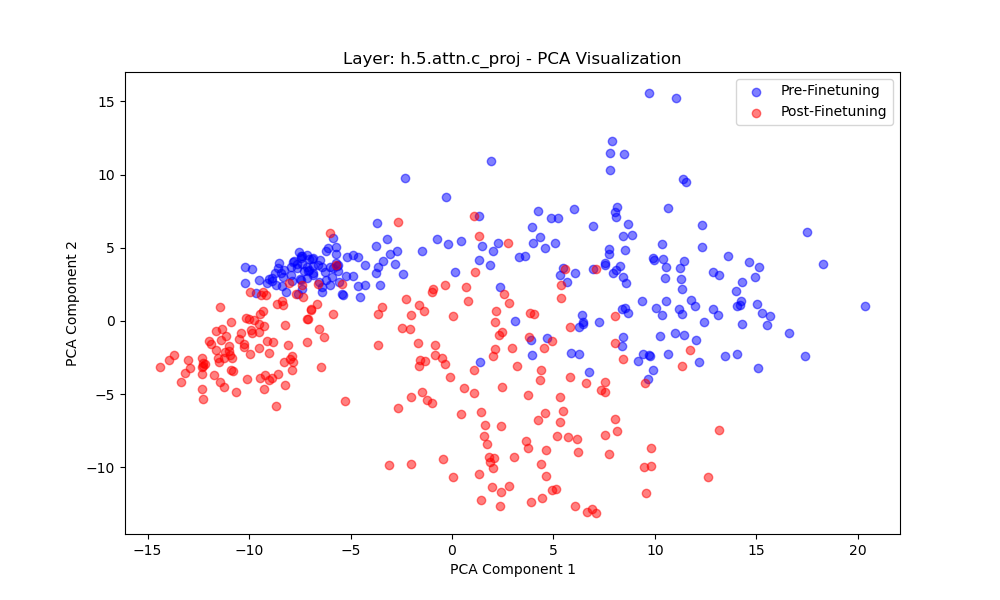 Layer: h.5.attn.c_proj - PCA Visualization
Pre-Finetuning
Post-Finetuning
PCA Component 2
15
10
5
0
−5
−10
−15
−10
−5
0
5
10
15
20
PCA Component 1